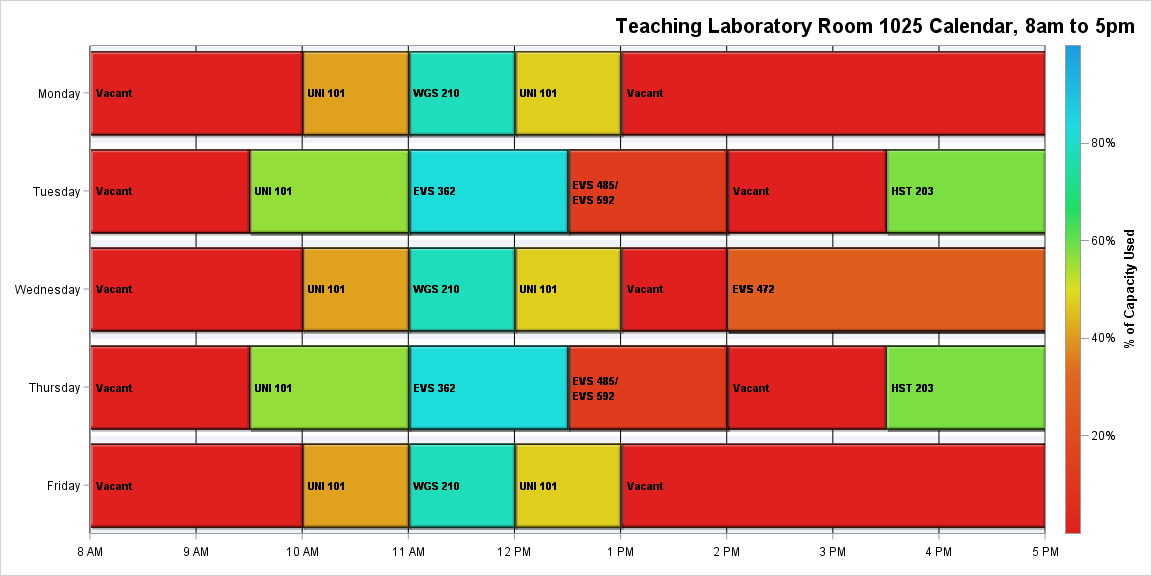 Teaching Laboratory Room 1025 Calendar, 8am to 5pm
Monday
Vacant
UNI 101
WGS 210
UNI 101
Vacant
Tuesday
Vacant
UNI 101
EVS 362
EVS 485/
EVS 592
Vacant
HST 203
Wednesday
Vacant
UNI 101
WGS 210
UNI 101
Vacant
EVS 472
Thursday
Vacant
UNI 101
EVS 362
EVS 485/
EVS 592
Vacant
HST 203
Friday
Vacant
UNI 101
WGS 210
UNI 101
Vacant
8 AM
9 AM
10 AM
11 AM
12 PM
1 PM
2 PM
3 PM
4 PM
5 PM
80%
60%
40%
20%
% of Capacity Used